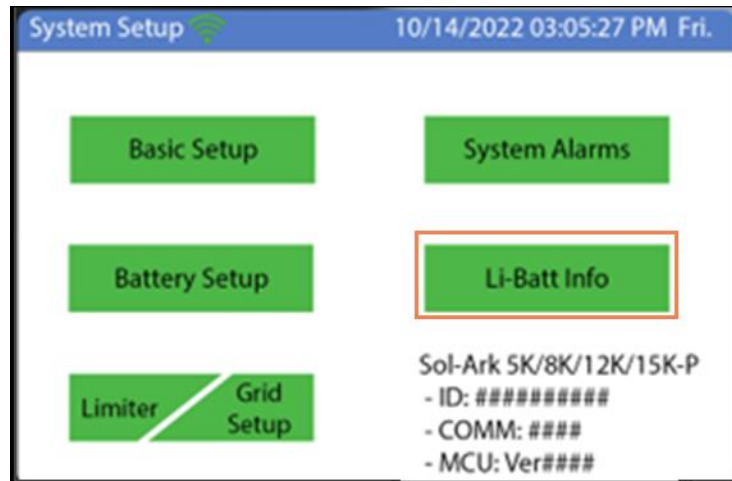 System Setup 10/14/2022 03:05:27 PM Fri.
Basic Setup
System Alarms
Battery Setup
Li-Batt Info
Limiter
Grid
Setup
Sol-Ark 5K/8K/12K/15K-P
- ID: ##########
- COMM: ####
- MCU: Ver####